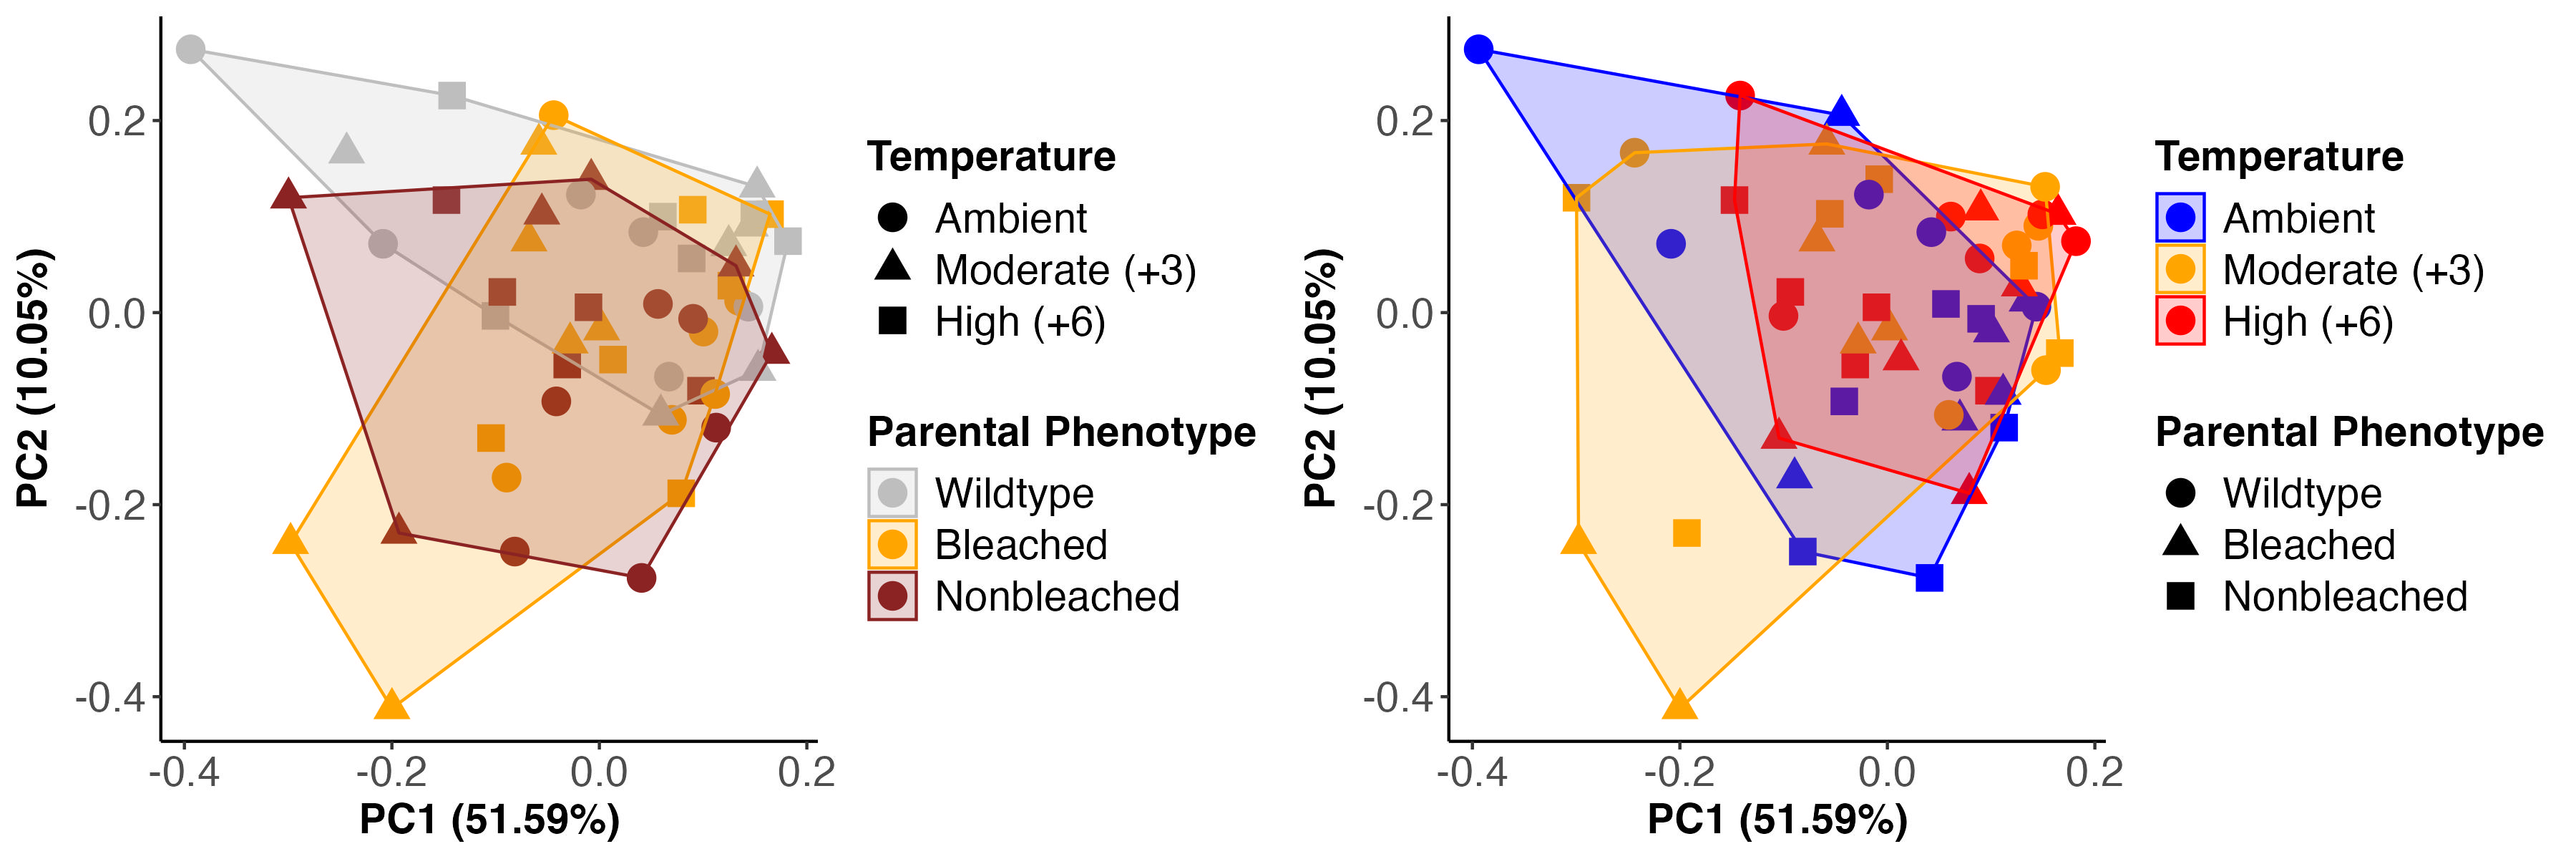 0.2
0.0
-0.2
-0.4
PC2 (10.05%)
-0.4 -0.2 0.0 0.2
PC1 (51.59%)
Temperature
Ambient
Moderate (+3)
High (+6)
Parental Phenotype
Wildtype
Bleached
Nonbleached
0.2
0.0
-0.2
-0.4
PC2 (10.05%)
-0.4 -0.2 0.0 0.2
PC1 (51.59%)
Temperature
Ambient
Moderate (+3)
High (+6)
Parental Phenotype
Wildtype
Bleached
Nonbleached